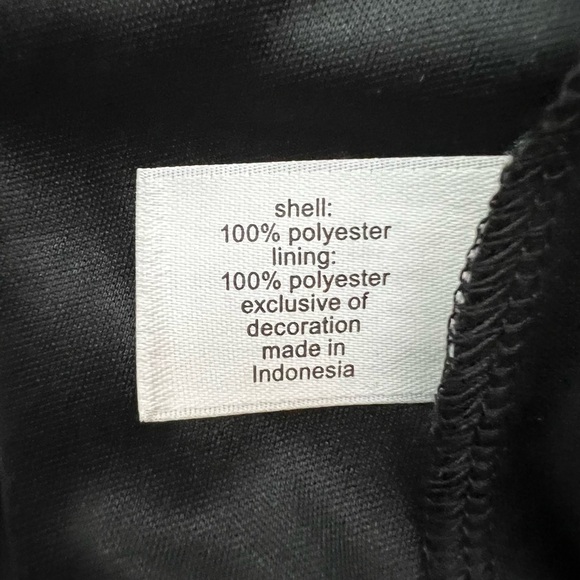 shell:
100% polyester
lining:
100% polyester
exclusive of
decoration
made in
Indonesia